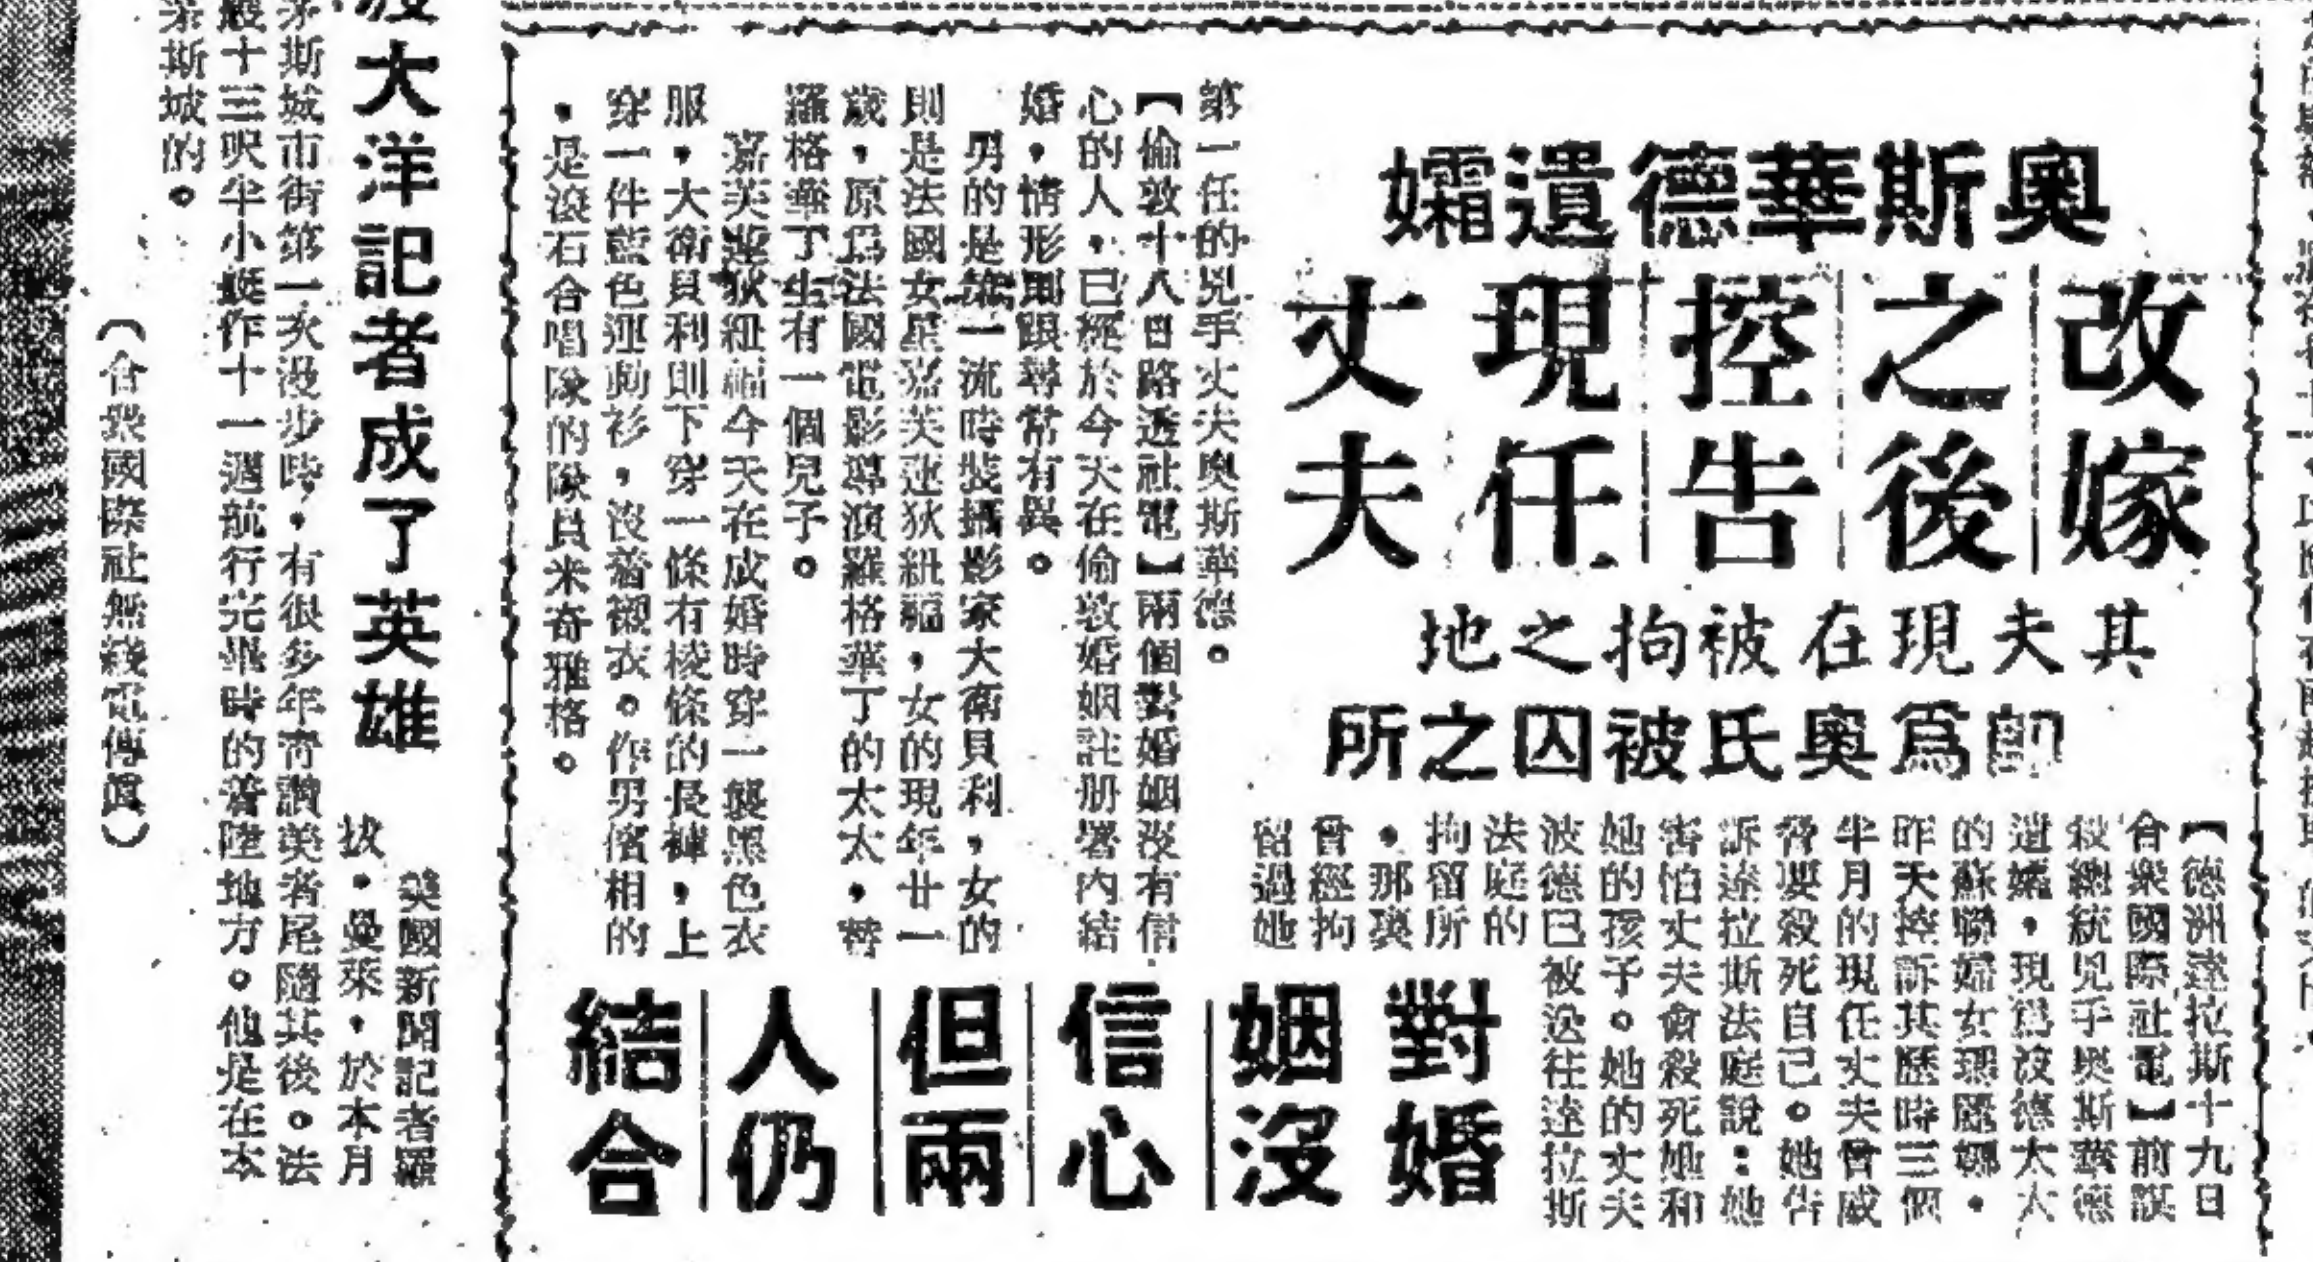 奧斯華德遺孀
改嫁
之後
控告
現任
丈夫
其夫現在被拘之地
即爲奧氏被囚之所
【德洲達拉斯十九日
合衆國際社電】前謀
殺總統兇手奧斯華德
遺孀，現爲波德太太
的蘇聯婦女瑪麗娜，
昨天控訴其歷時三個
半月的現任丈夫曾威
脅要殺死自己。她告
訴達拉斯法庭說：她
害怕丈夫會殺死她和
她的孩子。她的丈夫
波德已被送往達拉斯
法庭的
拘留所
，那裏
曾經拘
留過她
第一任的兇手丈夫奧斯華德。
對婚
姻沒
信心
但兩
人仍
結合
【倫敦十八日路透社電】兩個對婚姻沒有信
心的人，已經於今天在倫敦婚姻註册署內結
婚，情形則跟尋常有異。
男的是第一流時裝攝影家大衛貝利，女的
則是法國女星嘉芙蓮狄紐福，女的現年廿一
歲，原爲法國電影導演羅格華丁的太太，替
羅格華丁生有一個兒子。
嘉芙蓮狄紐福今天在成婚時穿一襲黑色衣
服，大衛貝利則下穿一條有棱條的長褲，上
穿一件藍色運動衫，沒着襯衣。作男儐相的
，是滾石合唱隊的隊員米奇雅格。
大洋記者成了英雄
美國新聞記者羅
拔，曼萊，於本月
茅斯城市街第一次漫步時，有很多年青讚美者尾隨其後。法
艘十三呎半小艇作十一週航行完畢時的着陸地方。他是在本
茅斯城的。
（合衆國際社無綫電傳眞）